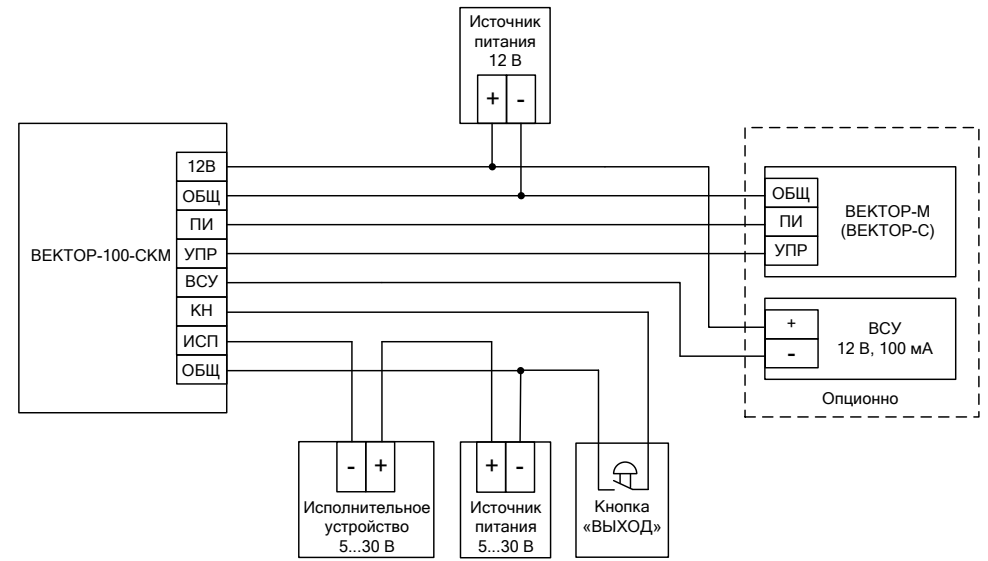 Источник
питания
12 В
+ -
ВЕКТОР-100-СКМ
12В
ОБЩ
ПИ
УПР
ВСУ
КН
ИСП
ОБЩ
ОБЩ
ПИ
УПР
ВЕКТОР-М
(ВЕКТОР-С)
+
-
ВСУ
12 В, 100 мА
Опционно
- +
Исполнительное
устройство
5...30 В
+ -
Источник
питания
5...30 В
Кнопка
«ВЫХОД»